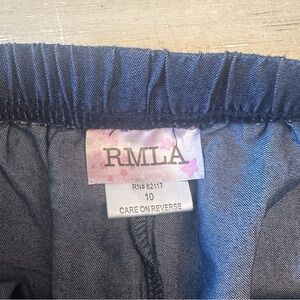 RMLA
RN# 82117
10
CARE ON REVERSE